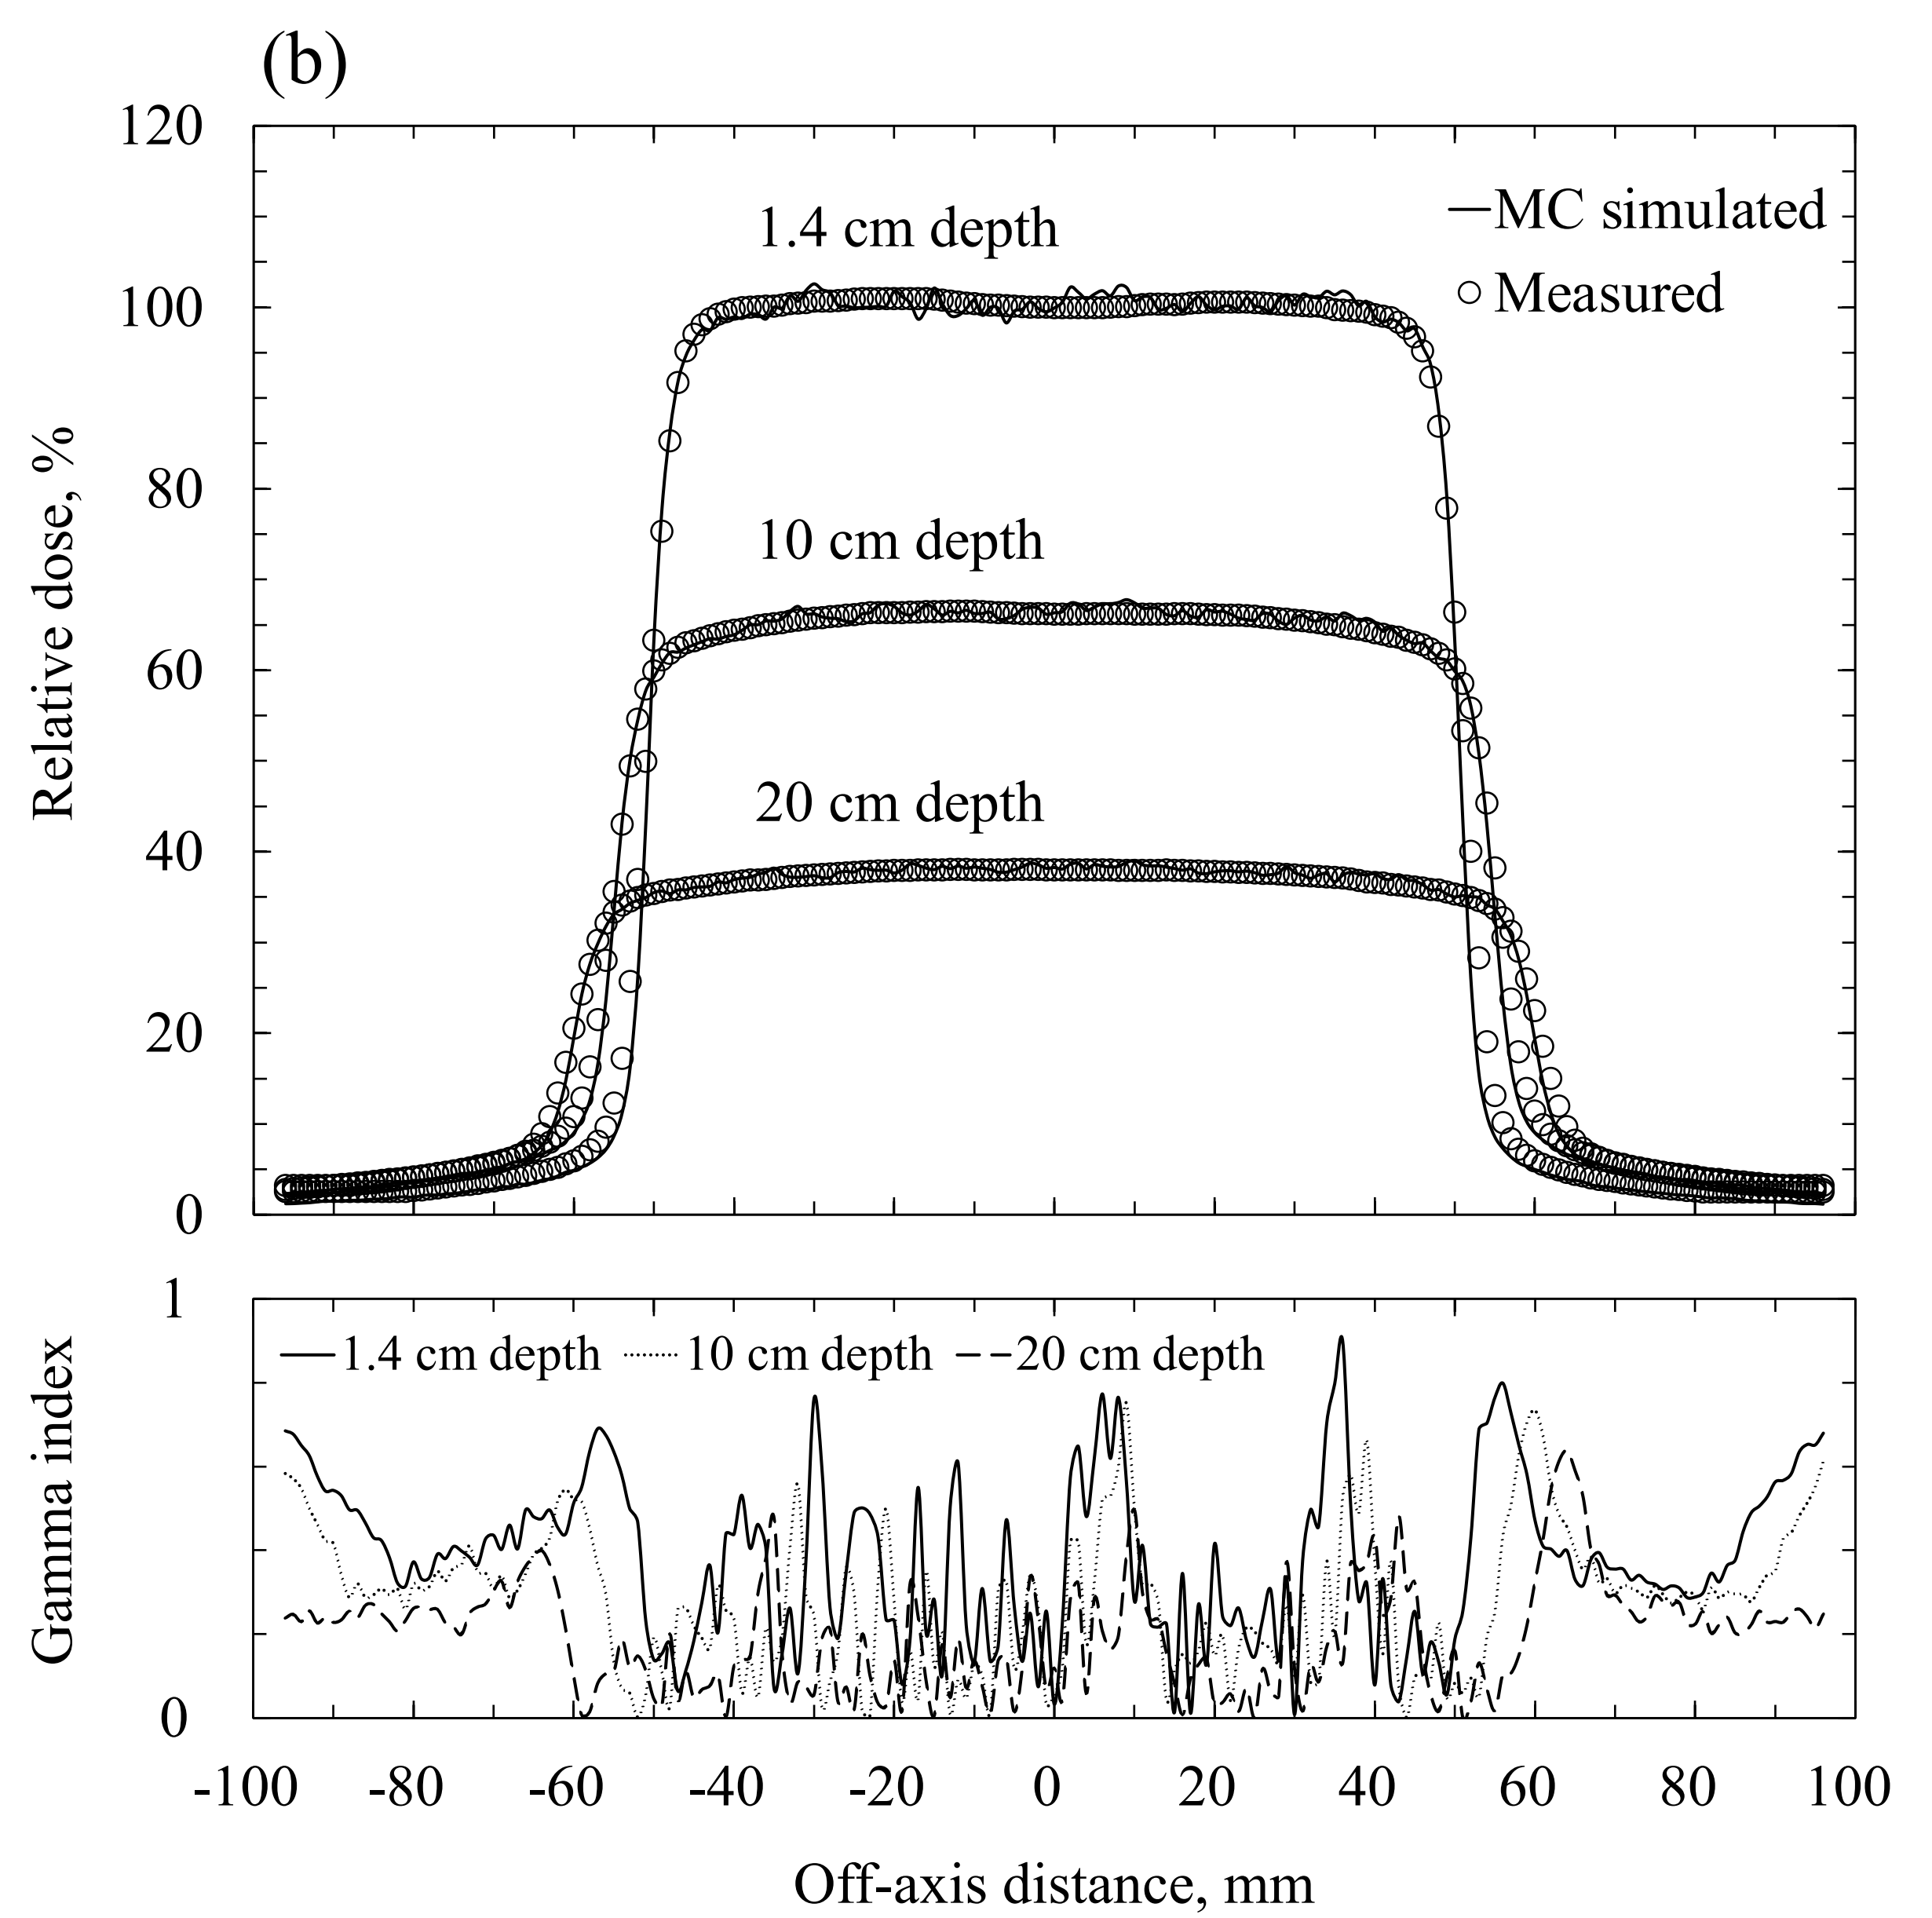 (b)
120
100
80
60
40
20
0
Relative dose, %
1.4 cm depth
10 cm depth
20 cm depth
MC simulated
Measured
1
0
Gamma index
1.4 cm depth 10 cm depth 20 cm depth
-100 -80 -60 -40 -20 0 20 40 60 80 100
Off-axis distance, mm